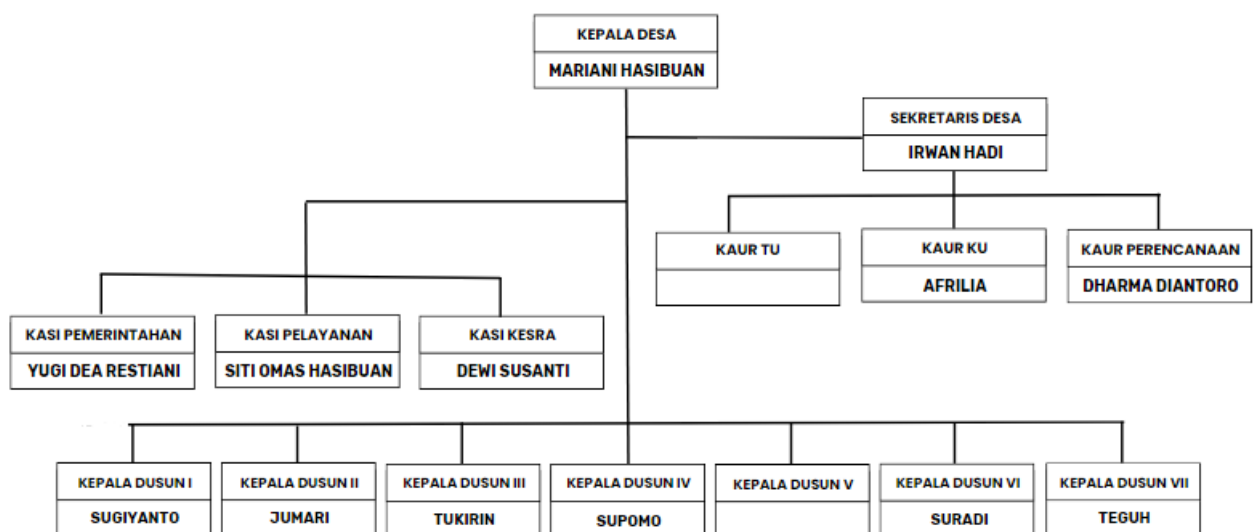 KEPALA DESA
MARIANI HASIBUAN
SEKRETARIS DESA
IRWAN HADI
KAUR TU
KAUR KU
AFRILIA
KAUR PERENCANAAN
DHARMA DIANTORO
KASI PEMERINTAHAN
YUGI DEA RESTIANI
KASI PELAYANAN
SITI OMAS HASIBUAN
KASI KESRA
DEWI SUSANTI
KEPALA DUSUN I
SUGIYANTO
KEPALA DUSUN II
JUMARI
KEPALA DUSUN III
TUKIRIN
KEPALA DUSUN IV
SUPOMO
KEPALA DUSUN V
KEPALA DUSUN VI
SURADI
KEPALA DUSUN VII
TEGUH